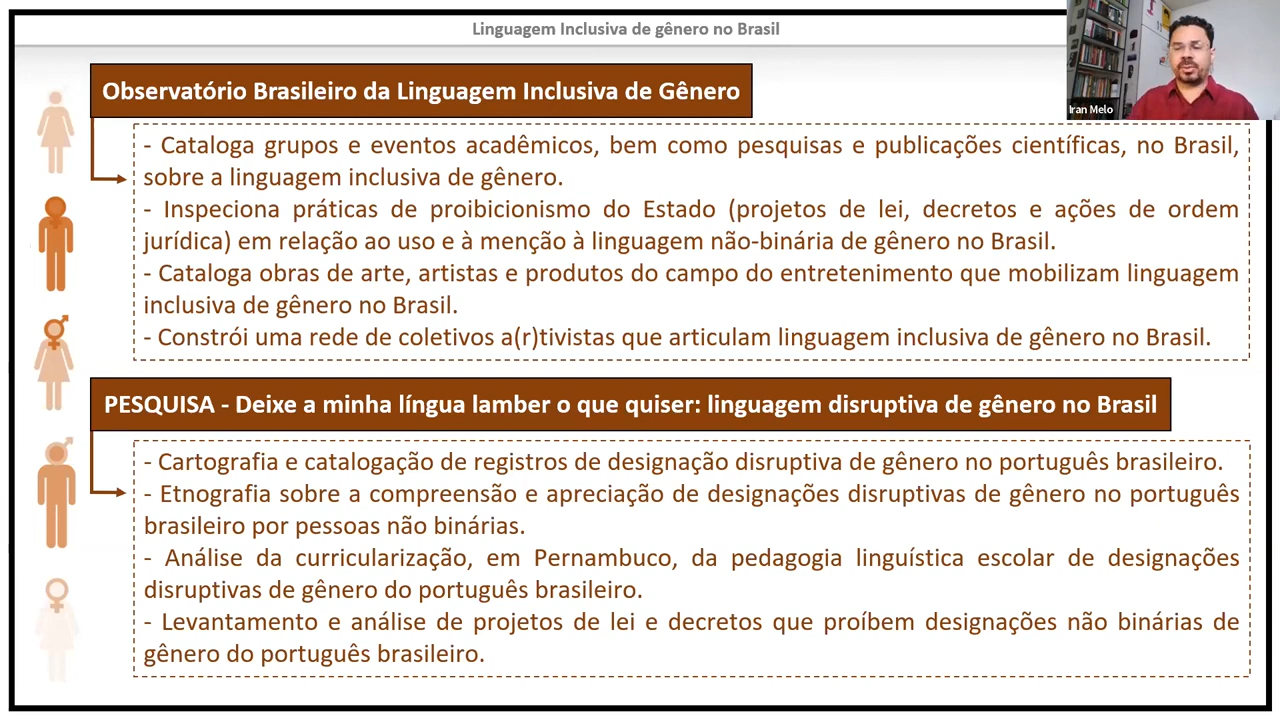 Linguagem Inclusiva de gênero no Brasil
Iran Melo
Observatório Brasileiro da Linguagem Inclusiva de Gênero
- Cataloga grupos e eventos acadêmicos, bem como pesquisas e publicações científicas, no Brasil,
sobre a linguagem inclusiva de gênero.
- Inspeciona práticas de proibicionismo do Estado (projetos de lei, decretos e ações de ordem
jurídica) em relação ao uso e à menção à linguagem não-binária de gênero no Brasil.
- Cataloga obras de arte, artistas e produtos do campo do entretenimento que mobilizam linguagem
inclusiva de gênero no Brasil.
- Constrói uma rede de coletivos a(r)tivistas que articulam linguagem inclusiva de gênero no Brasil.
PESQUISA - Deixe a minha língua lamber o que quiser: linguagem disruptiva de gênero no Brasil
- Cartografia e catalogação de registros de designação disruptiva de gênero no português brasileiro.
- Etnografia sobre a compreensão e apreciação de designações disruptivas de gênero no português
brasileiro por pessoas não binárias.
- Análise da curricularização, em Pernambuco, da pedagogia linguística escolar de designações
disruptivas de gênero do português brasileiro.
- Levantamento e análise de projetos de lei e decretos que proíbem designações não binárias de
gênero do português brasileiro.